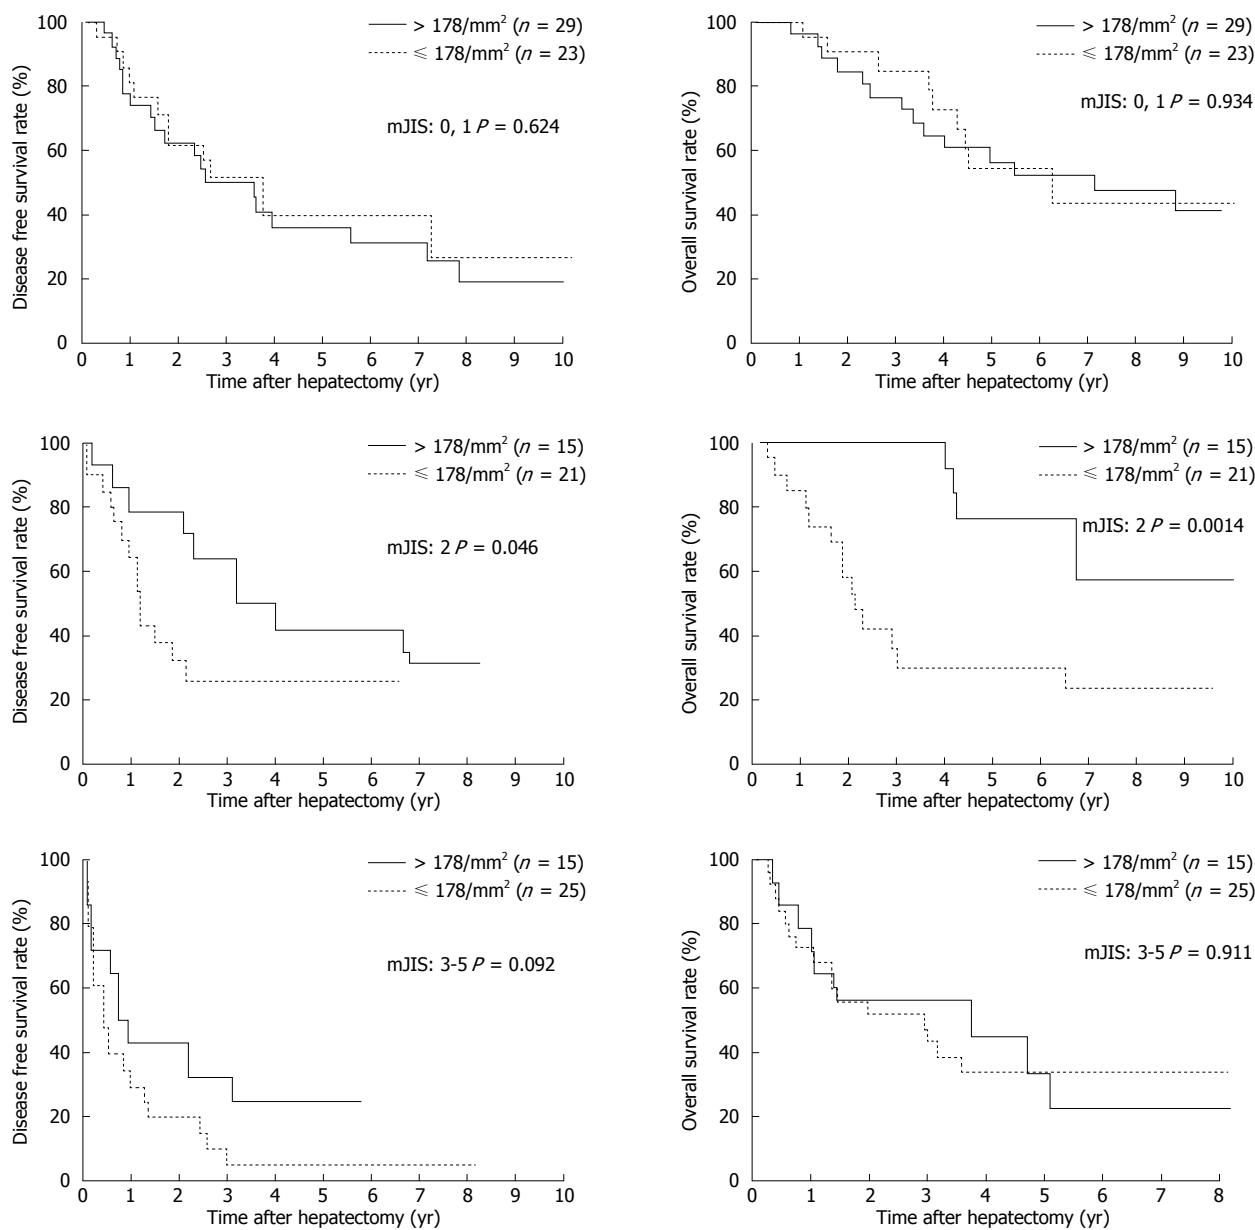 Disease free survival rate (%)
100
80
60
40
20
0
> 178/mm² (n = 29)
≤ 178/mm² (n = 23)
mJIS: 0, 1 P = 0.624
0 1 2 3 4 5 6 7 8 9 10
Time after hepatectomy (yr)
Overall survival rate (%)
100
80
60
40
20
0
> 178/mm² (n = 29)
≤ 178/mm² (n = 23)
mJIS: 0, 1 P = 0.934
0 1 2 3 4 5 6 7 8 9 10
Time after hepatectomy (yr)
Disease free survival rate (%)
100
80
60
40
20
0
> 178/mm² (n = 15)
≤ 178/mm² (n = 21)
mJIS: 2 P = 0.046
0 1 2 3 4 5 6 7 8 9 10
Time after hepatectomy (yr)
Overall survival rate (%)
100
80
60
40
20
0
> 178/mm² (n = 15)
≤ 178/mm² (n = 21)
mJIS: 2 P = 0.0014
0 1 2 3 4 5 6 7 8 9 10
Time after hepatectomy (yr)
Disease free survival rate (%)
100
80
60
40
20
0
> 178/mm² (n = 15)
≤ 178/mm² (n = 25)
mJIS: 3-5 P = 0.092
0 1 2 3 4 5 6 7 8 9 10
Time after hepatectomy (yr)
Overall survival rate (%)
100
80
60
40
20
0
> 178/mm² (n = 15)
≤ 178/mm² (n = 25)
mJIS: 3-5 P = 0.911
0 1 2 3 4 5 6 7 8
Time after hepatectomy (yr)